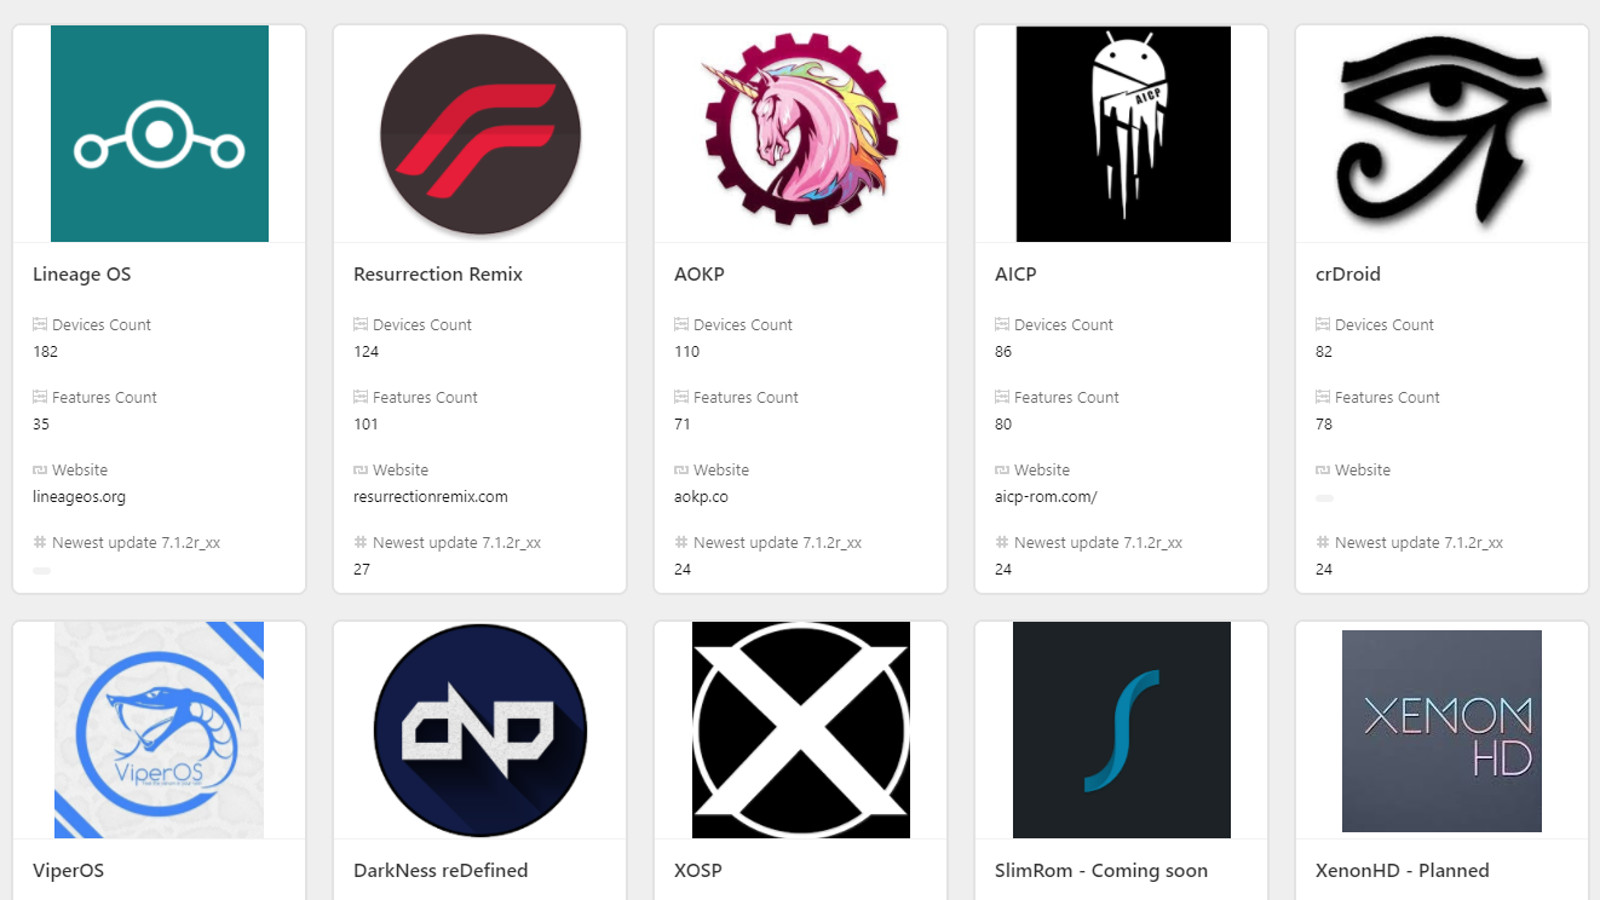 AICP
Lineage OS
Devices Count
182
Features Count
35
Website
lineageos.org
Newest update 7.1.2r_xx
Resurrection Remix
Devices Count
124
Features Count
101
Website
resurrectionremix.com
Newest update 7.1.2r_xx
27
AOKP
Devices Count
110
Features Count
71
Website
aokp.co
Newest update 7.1.2r_xx
24
AICP
Devices Count
86
Features Count
80
Website
aicp-rom.com/
Newest update 7.1.2r_xx
24
crDroid
Devices Count
82
Features Count
78
Website
Newest update 7.1.2r_xx
24
ViperOS
ViperOS
DND
DarkNess reDefined
XOSP
SlimRom - Coming soon
XENON
HD
XenonHD - Planned